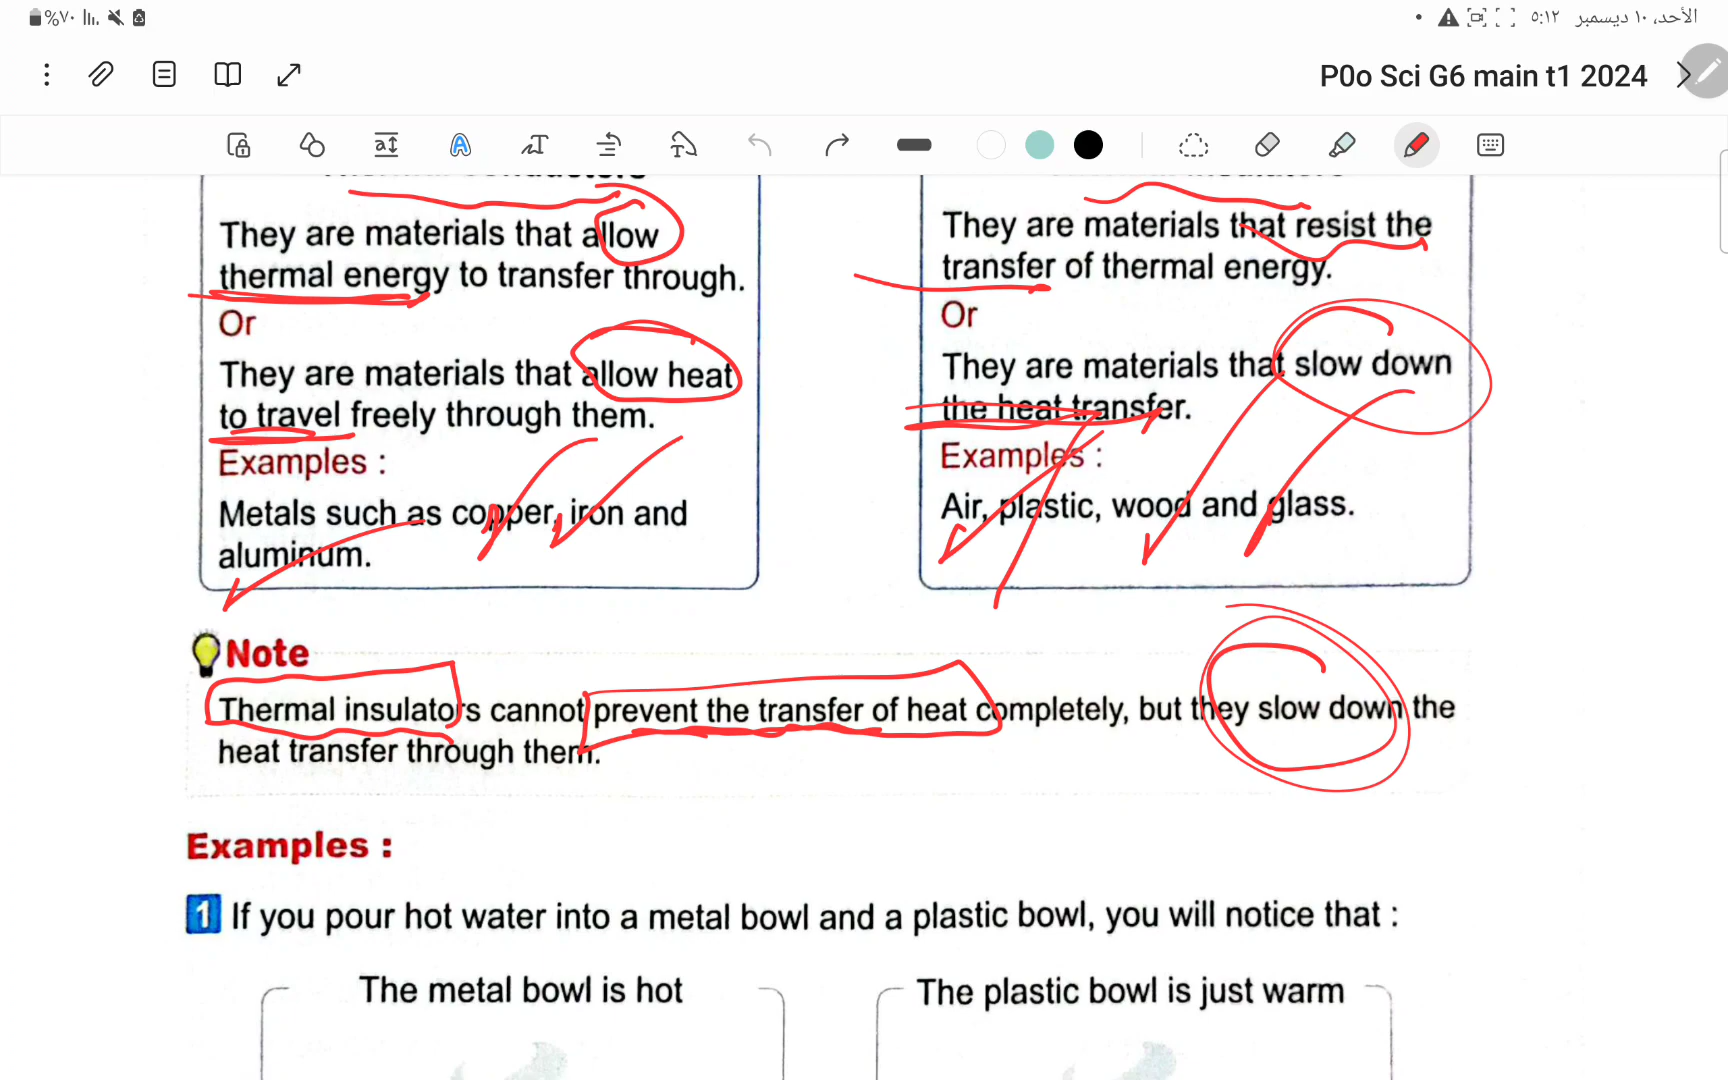 %٧٠
الأحد، ١٠ ديسمبر ٥:١٢
P0o Sci G6 main t1 2024
They are materials that allow
thermal energy to transfer through.
Or
They are materials that allow heat
to travel freely through them.
Examples :
Metals such as copper, iron and
aluminum.
They are materials that resist the
transfer of thermal energy.
Or
They are materials that slow down
the heat transfer.
Examples :
Air, plastic, wood and glass.
Note
Thermal insulators cannot prevent the transfer of heat completely, but they slow down the
heat transfer through them.
Examples :
1 If you pour hot water into a metal bowl and a plastic bowl, you will notice that :
The metal bowl is hot
The plastic bowl is just warm